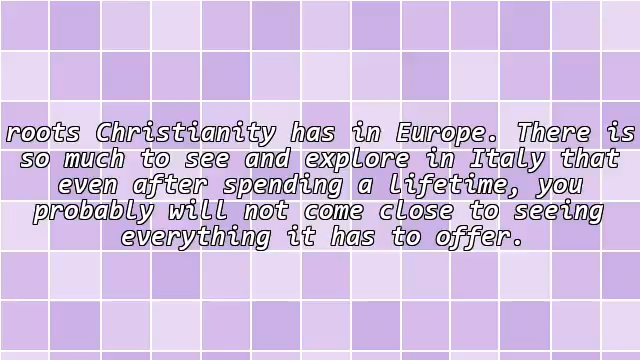 roots Christianity has in Europe. There is
so much to see and explore in Italy that
even after spending a lifetime, you
probably will not come close to seeing
everything it has to offer.